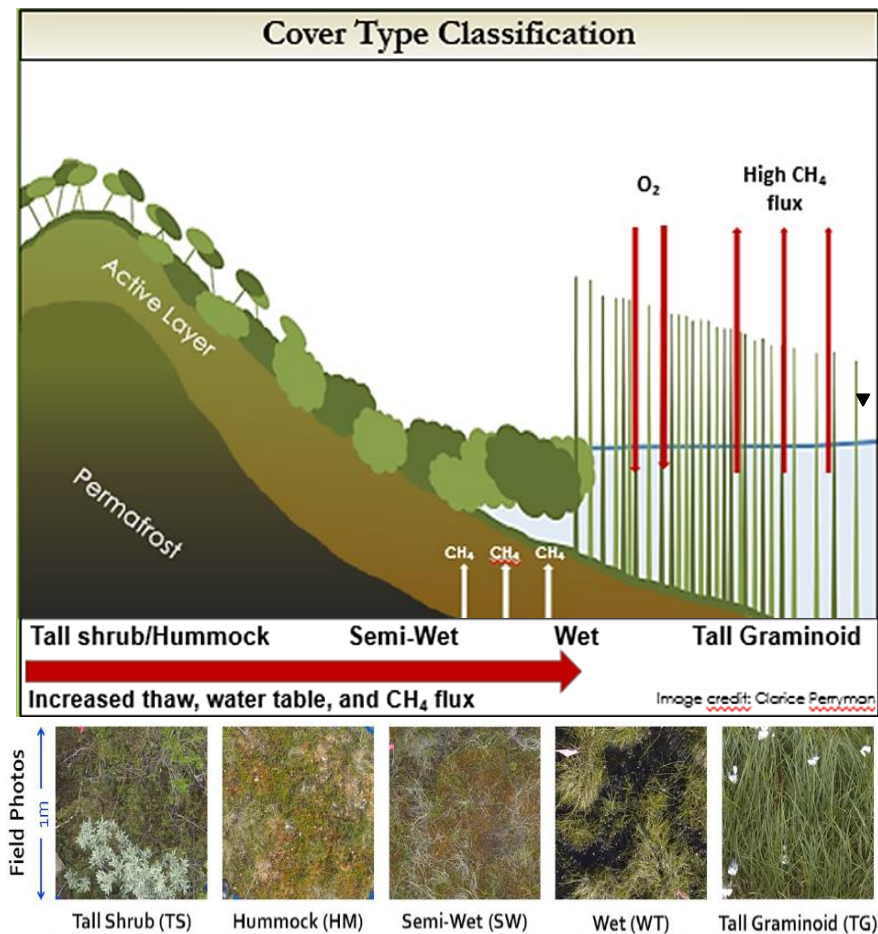 Cover Type Classification
O₂
High CH₄
flux
Active Layer
Permafrost
CH₄ CH₄ CH₄
Tall shrub/Hummock Semi-Wet Wet Tall Graminoid
Increased thaw, water table, and CH₄ flux
Image credit: Clarice Perryman
Field Photos
1m
Tall Shrub (TS) Hummock (HM) Semi-Wet (SW) Wet (WT) Tall Graminoid (TG)